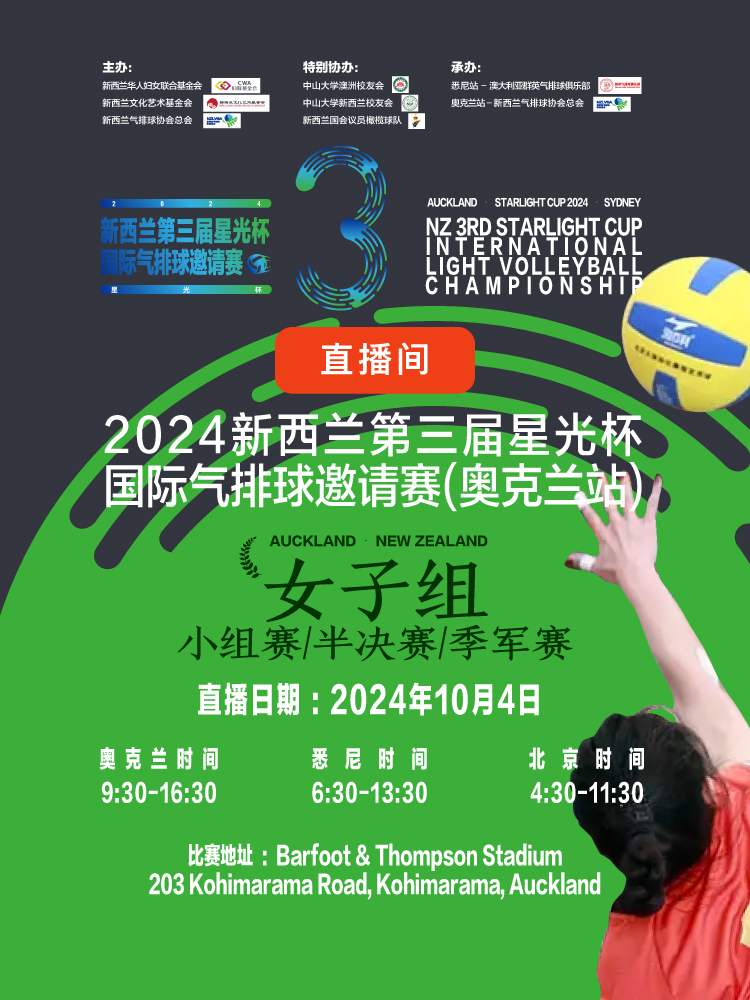 主办：
新西兰华人妇女联合基金会
CWA
妇联基金会
新西兰文化艺术基金会
新西兰气排球协会总会
特别协办：
中山大学澳洲校友会
中山大学新西兰校友会
新西兰国会议员橄榄球队
承办：
悉尼站 – 澳大利亚群英气排球俱乐部
奥克兰站 – 新西兰气排球协会总会
2 0 2 4
新西兰第三届星光杯
国际气排球邀请赛
星 光 杯
3
AUCKLAND · STARLIGHT CUP 2024 · SYDNEY
NZ 3RD STARLIGHT CUP
INTERNATIONAL
LIGHT VOLLEYBALL
CHAMPIONSHIP
直播间
2024新西兰第三届星光杯
国际气排球邀请赛(奥克兰站)
AUCKLAND · NEW ZEALAND
女子组
小组赛/半决赛/季军赛
直播日期：2024年10月4日
奥克兰时间
9:30-16:30
悉尼时间
6:30-13:30
北京时间
4:30-11:30
比赛地址：Barfoot & Thompson Stadium
203 Kohimarama Road, Kohimarama, Auckland